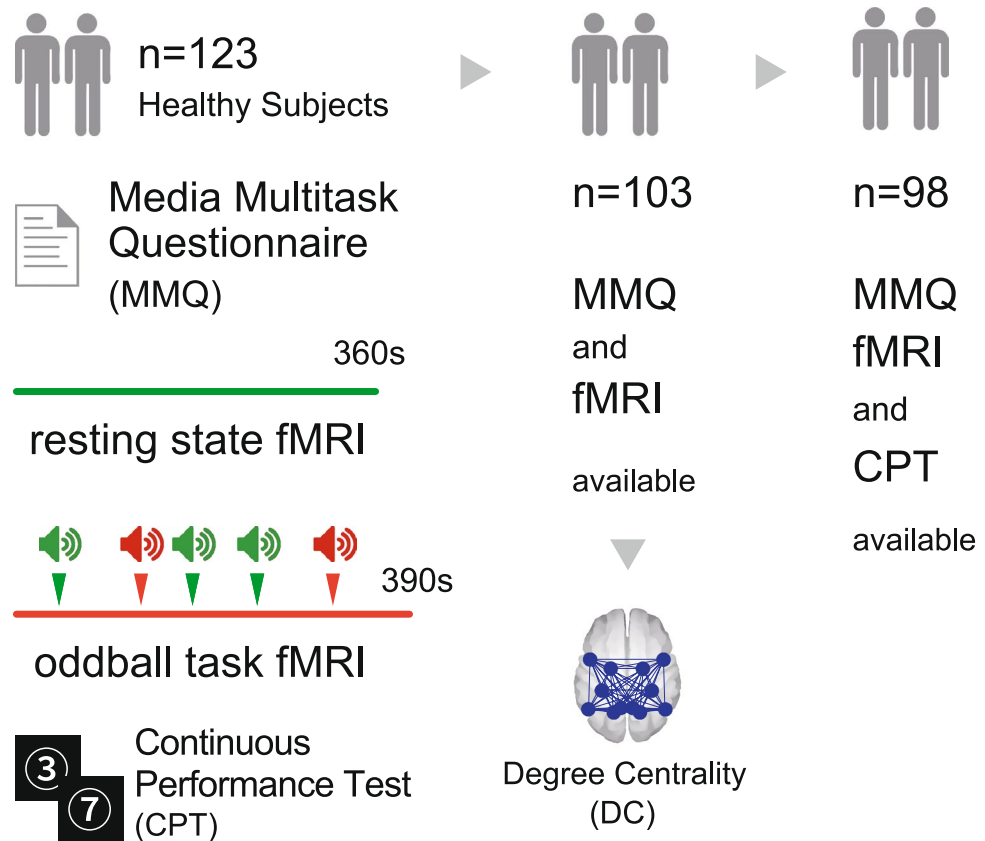 n=123
Healthy Subjects
Media Multitask
Questionnaire
(MMQ)
360s
resting state fMRI
390s
oddball task fMRI
3
7
Continuous
Performance Test
(CPT)
n=103
MMQ
and
fMRI
available
Degree Centrality
(DC)
n=98
MMQ
fMRI
and
CPT
available